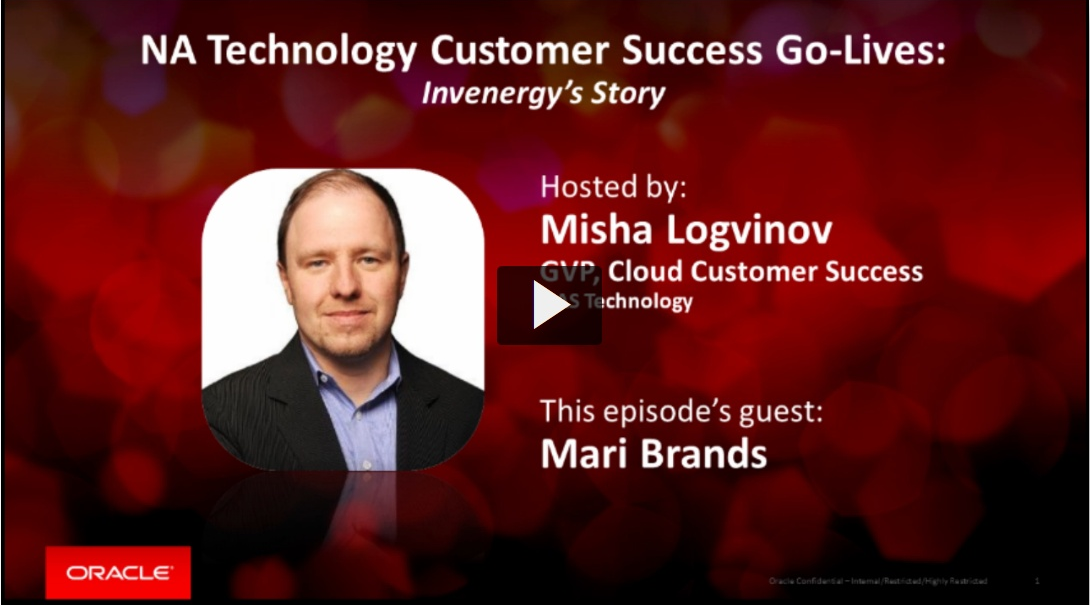 NA Technology Customer Success Go-Lives:
Invenergy's Story
Hosted by:
Misha Logvinov
GVP, Cloud Customer Success
Technology
This episode's guest:
Mari Brands
ORACLE
Oracle Confidential – Internal/Restricted/Highly Restricted
1